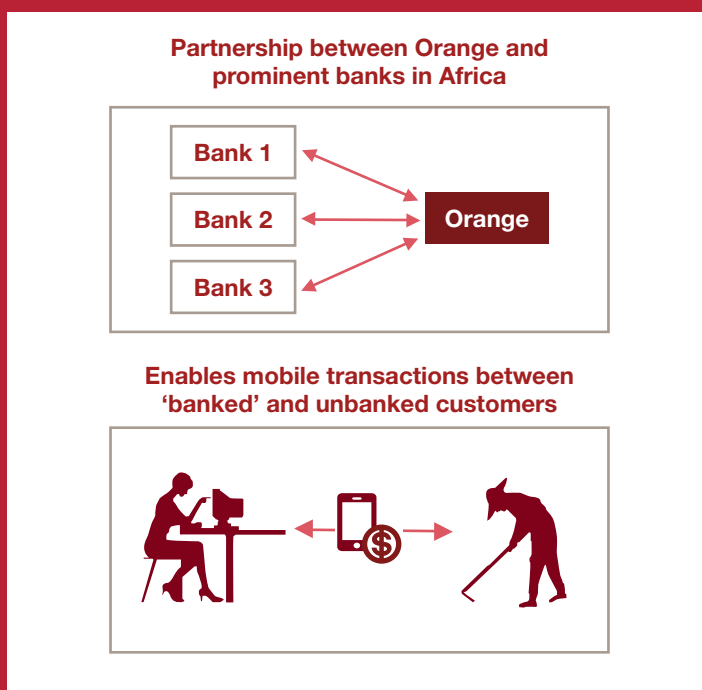 Partnership between Orange and
prominent banks in Africa
Bank 1
Bank 2
Orange
Bank 3
Enables mobile transactions between
‘banked’ and unbanked customers
$